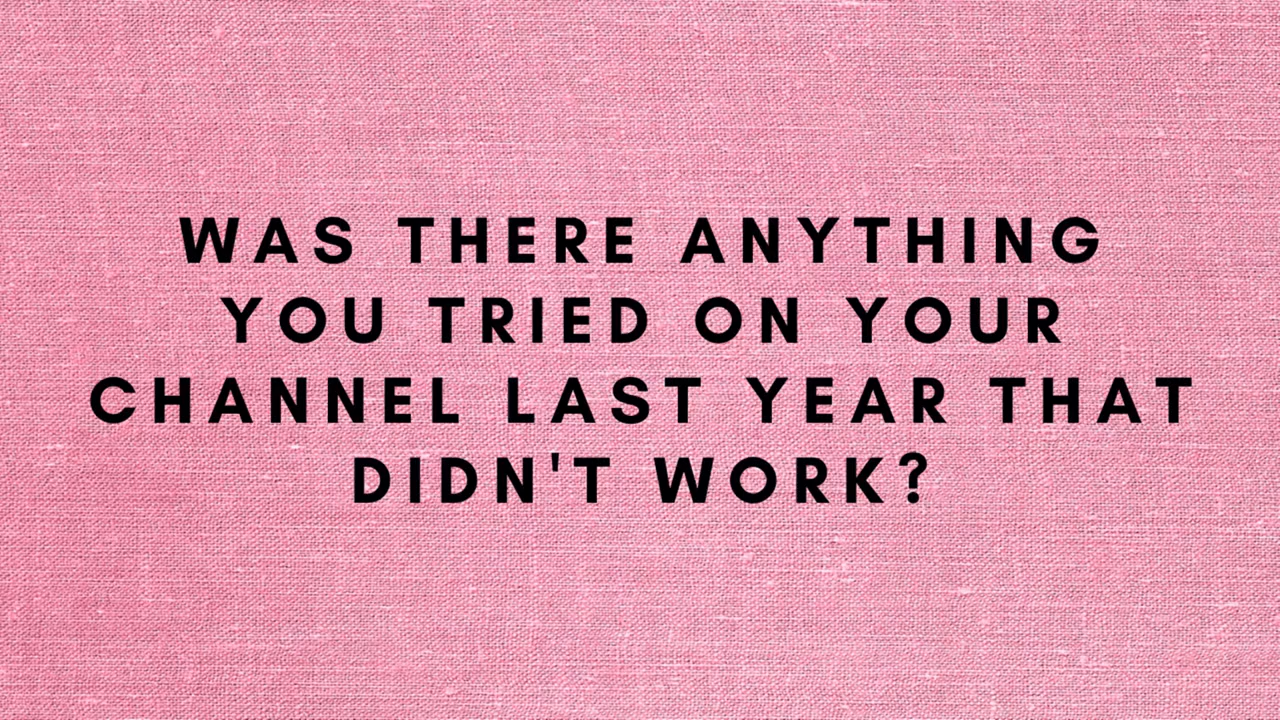 WAS THERE ANYTHING
YOU TRIED ON YOUR
CHANNEL LAST YEAR THAT
DIDN'T WORK?